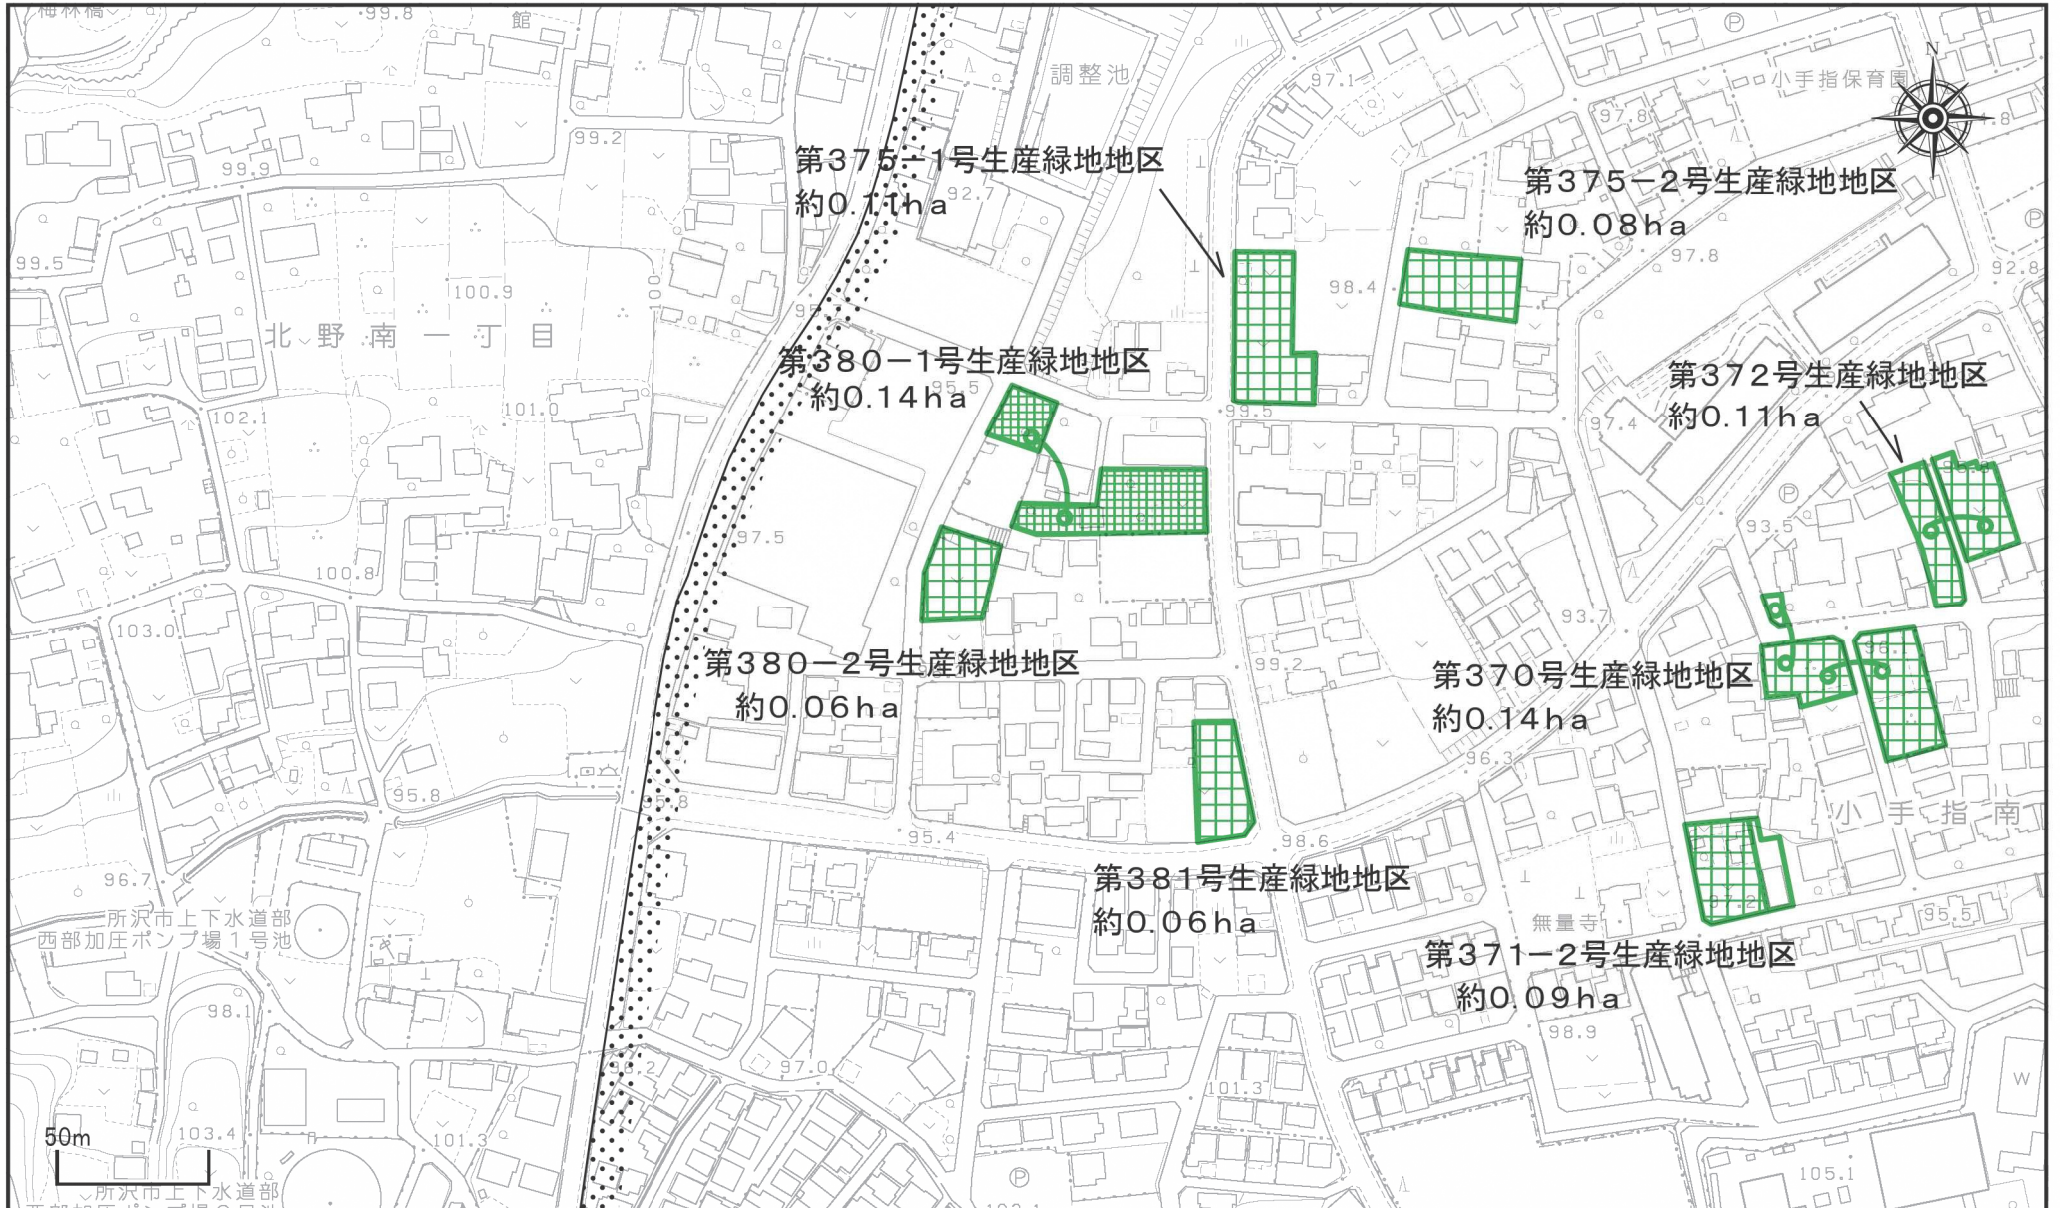 梅林橋
99.8
館
N
97.1
調整池
小手指保育園
97.8
99.2
99.9
第375−1号生産緑地地区
約0.11ha
92.7
第375−2号生産緑地地区
約0.08ha
97.8
99.5
100.9
98.4
92.8
北野南一丁目
第380−1号生産緑地地区
約0.14ha
95.5
第372号生産緑地地区
約0.11ha
101.0
102.1
99.5
97.4
93.5
97.5
100.8
103.0
93.7
99.2
第380−2号生産緑地地区
約0.06ha
第370号生産緑地地区
約0.14ha
96.3
95.8
95.8
95.4
98.6
小手指南
96.7
第381号生産緑地地区
約0.06ha
97.2
95.5
所沢市上下水道部
西部加圧ポンプ場1号池
無量寺
第371−2号生産緑地地区
約0.09ha
98.1
98.9
96.2
97.0
101.3
W
50m
103.4
101.3
105.1
所沢市上下水道部